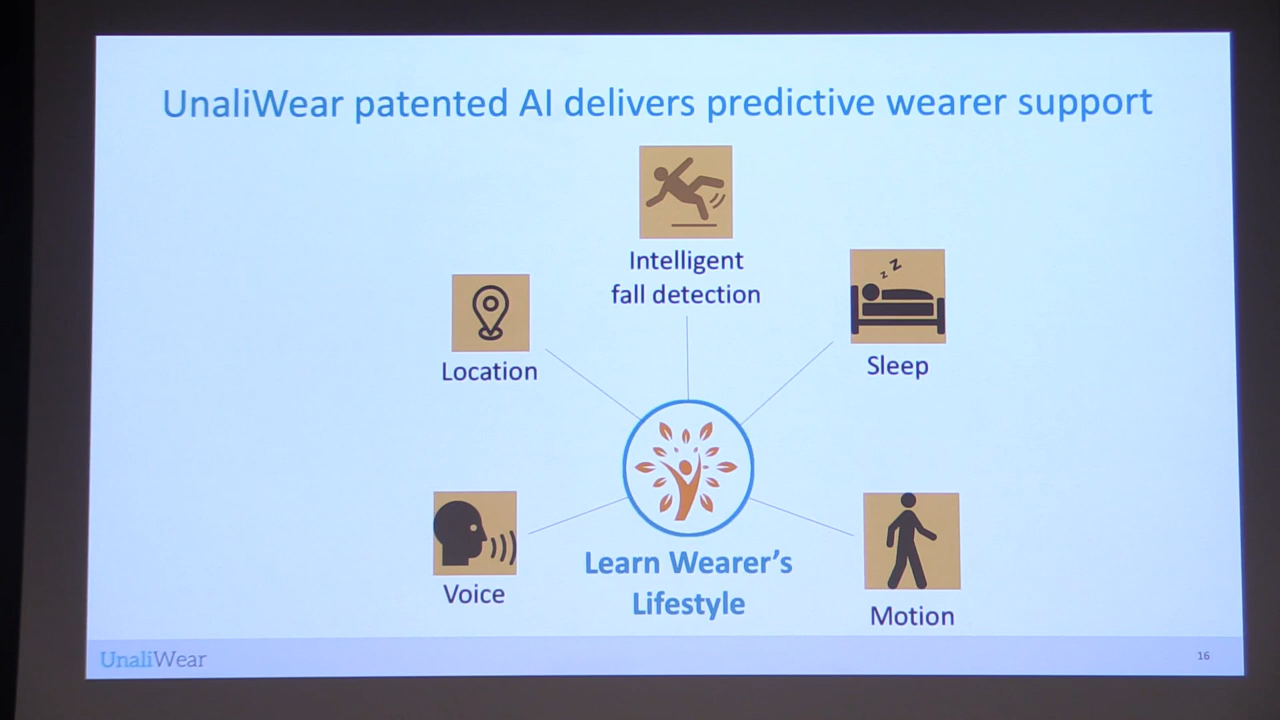 UnaliWear patented AI delivers predictive wearer support
Intelligent
fall detection
Location
z z
Sleep
Voice
Learn Wearer's
Lifestyle
Motion
UnaliWear
16